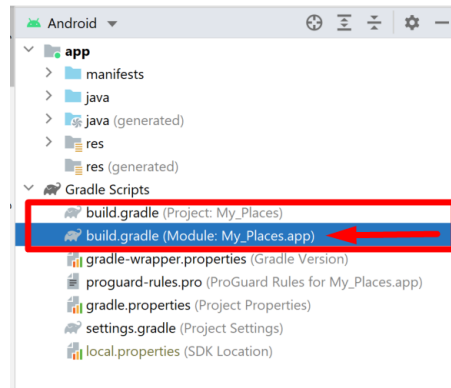 Android
app
manifests
java
java (generated)
res
res (generated)
Gradle Scripts
build.gradle (Project: My_Places)
build.gradle (Module: My_Places.app)
gradle-wrapper.properties (Gradle Version)
proguard-rules.pro (ProGuard Rules for My_Places.app)
gradle.properties (Project Properties)
settings.gradle (Project Settings)
local.properties (SDK Location)